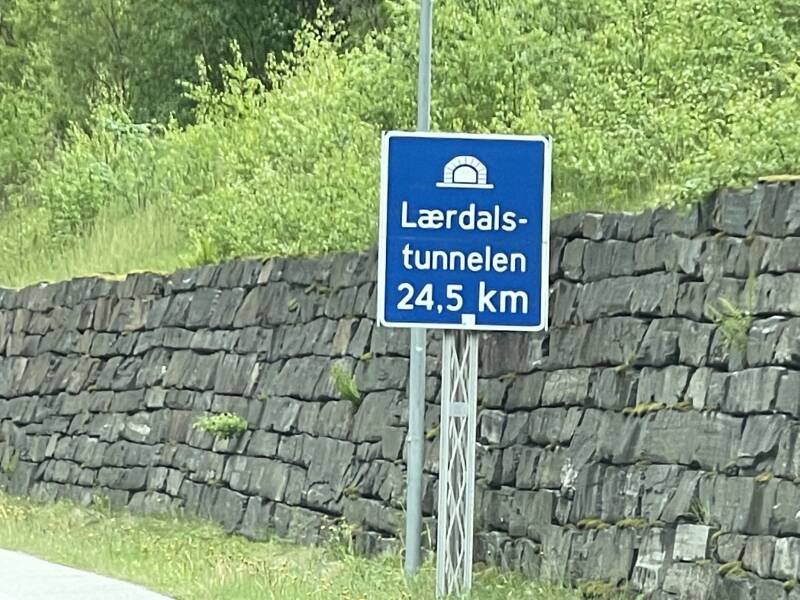 Lærdals-
tunnelen
24,5 km